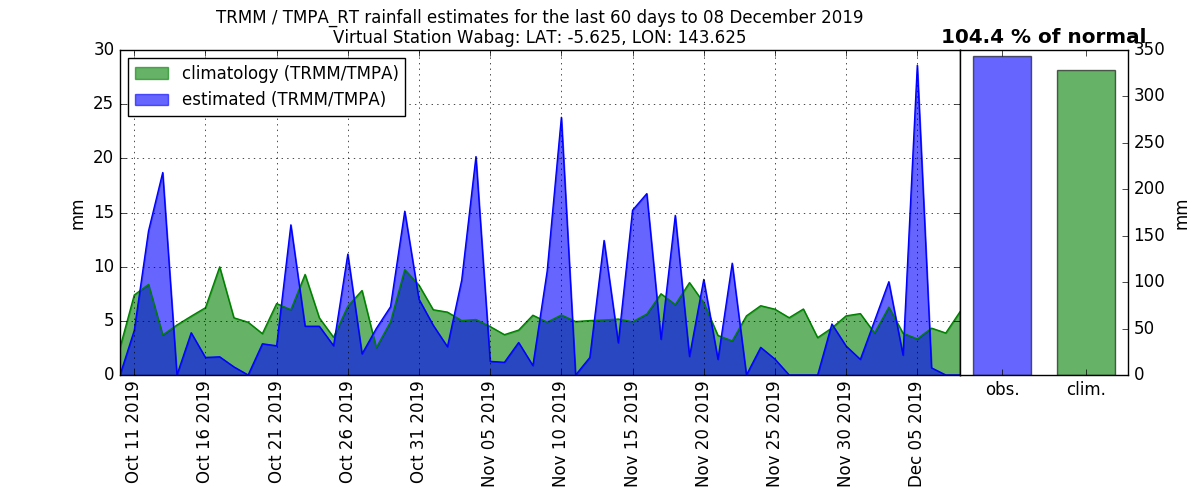 TRMM / TMPA_RT rainfall estimates for the last 60 days to 08 December 2019
Virtual Station Wabag: LAT: -5.625, LON: 143.625
104.4 % of normal
climatology (TRMM/TMPA)
estimated (TRMM/TMPA)
30
25
20
15
10
5
0
mm
350
300
250
200
150
100
50
0
mm
Oct 11 2019
Oct 16 2019
Oct 21 2019
Oct 26 2019
Oct 31 2019
Nov 05 2019
Nov 10 2019
Nov 15 2019
Nov 20 2019
Nov 25 2019
Nov 30 2019
Dec 05 2019
obs.
clim.